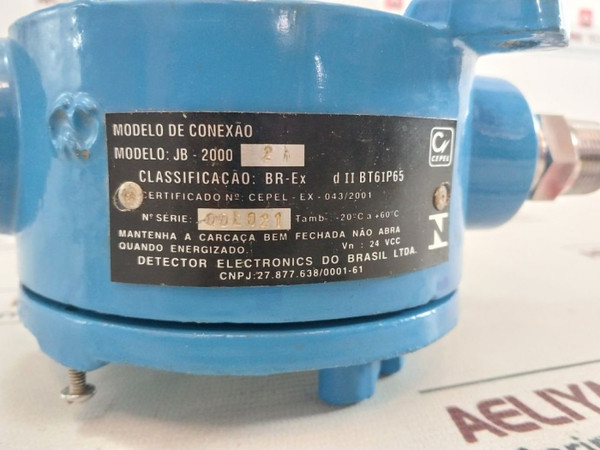 MODELO DE CONEXÃO
MODELO: JB - 2000 2A
CEPEL
CLASSIFICAÇÃO: BR-Ex d II BT6IP65
CERTIFICADO Nº CEPEL - EX - 043/2001
Nº SÉRIE: Tamb- -20°C a +60°C
MANTENHA A CARCAÇA BEM FECHADA NÃO ABRA
QUANDO ENERGIZADO. Vn : 24 VCC
DETECTOR ELECTRONICS DO BRASIL LTDA.
CNPJ:27.877.638/0001-61